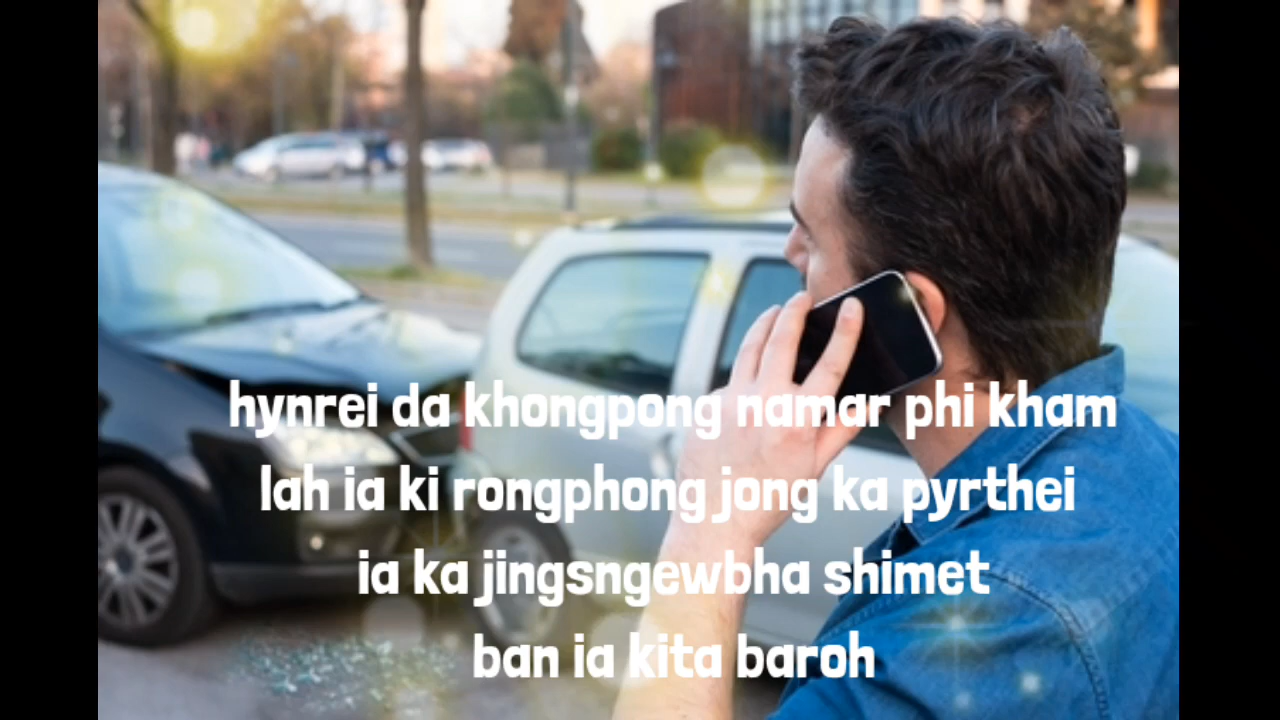 hynrei da khongpong namar phi kham
lah ia ki rongphong jong ka pyrthei
ia ka jingsngewbha shimet
ban ia kita baroh